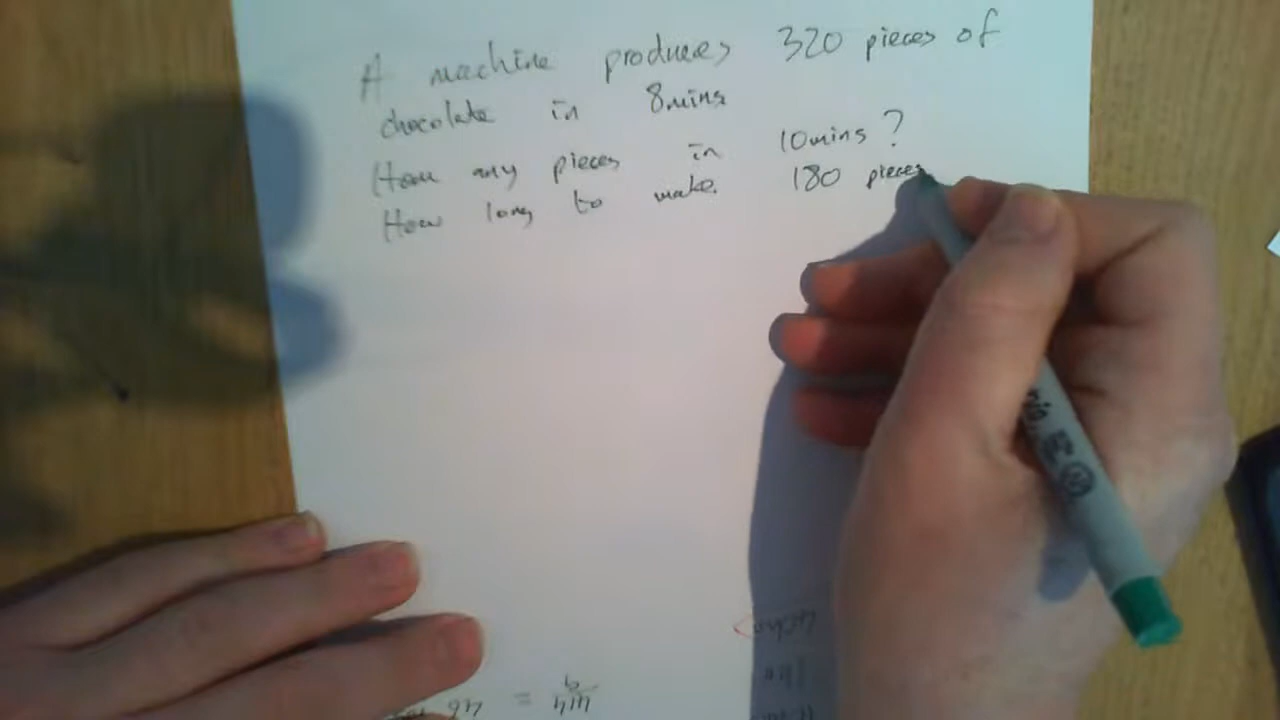 A machine produces 320 pieces of
chocolate in 8mins
How any pieces in 10mins?
How long to make 180 pieces